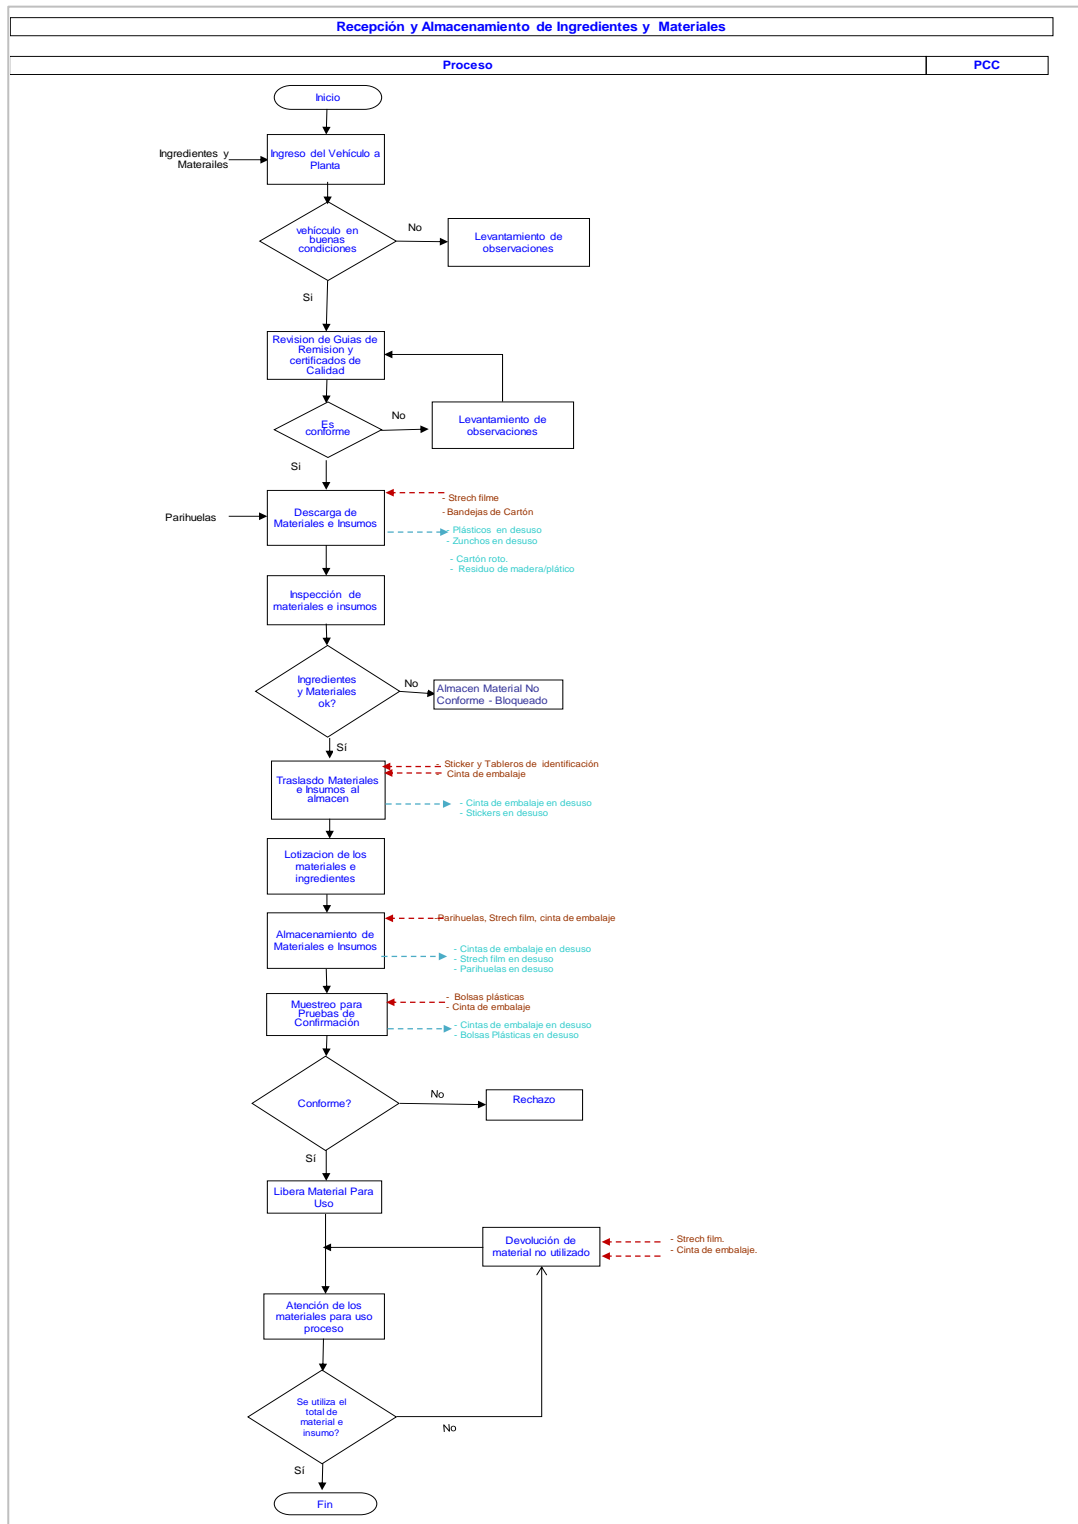 Recepción y Almacenamiento de Ingredientes y Materiales
Proceso
PCC
Inicio
Ingredientes y
Materailes
Ingreso del Vehículo a
Planta
vehícculo en
buenas
condiciones
No
Levantamiento de
observaciones
Si
Revision de Guias de
Remision y
certificados de
Calidad
Es
conforme
No
Levantamiento de
observaciones
Si
Parihuelas
Descarga de
Materiales e Insumos
- Strech filme
- Bandejas de Cartón
- Plásticos en desuso
- Zunchos en desuso
- Cartón roto.
- Residuo de madera/plático
Inspección de
materiales e insumos
Ingredientes
y Materiales
ok?
No
Almacen Material No
Conforme - Bloqueado
Sí
Traslasdo Materiales
e Insumos al
almacen
- Sticker y Tableros de identificación
- Cinta de embalaje
- Cinta de embalaje en desuso
- Stickers en desuso
Lotizacion de los
materiales e
ingredientes
Almacenamiento de
Materiales e Insumos
Parihuelas, Strech film, cinta de embalaje
- Cintas de embalaje en desuso
- Strech film en desuso
- Parihuelas en desuso
Muestreo para
Pruebas de
Confirmación
- Bolsas plásticas
- Cinta de embalaje
- Cintas de embalaje en desuso
- Bolsas Plásticas en desuso
Conforme?
No
Rechazo
Sí
Libera Material Para
Uso
Devolución de
material no utilizado
- Strech film.
- Cinta de embalaje.
Atención de los
materiales para uso
proceso
Se utiliza el
total de
material e
insumo?
No
Sí
Fin